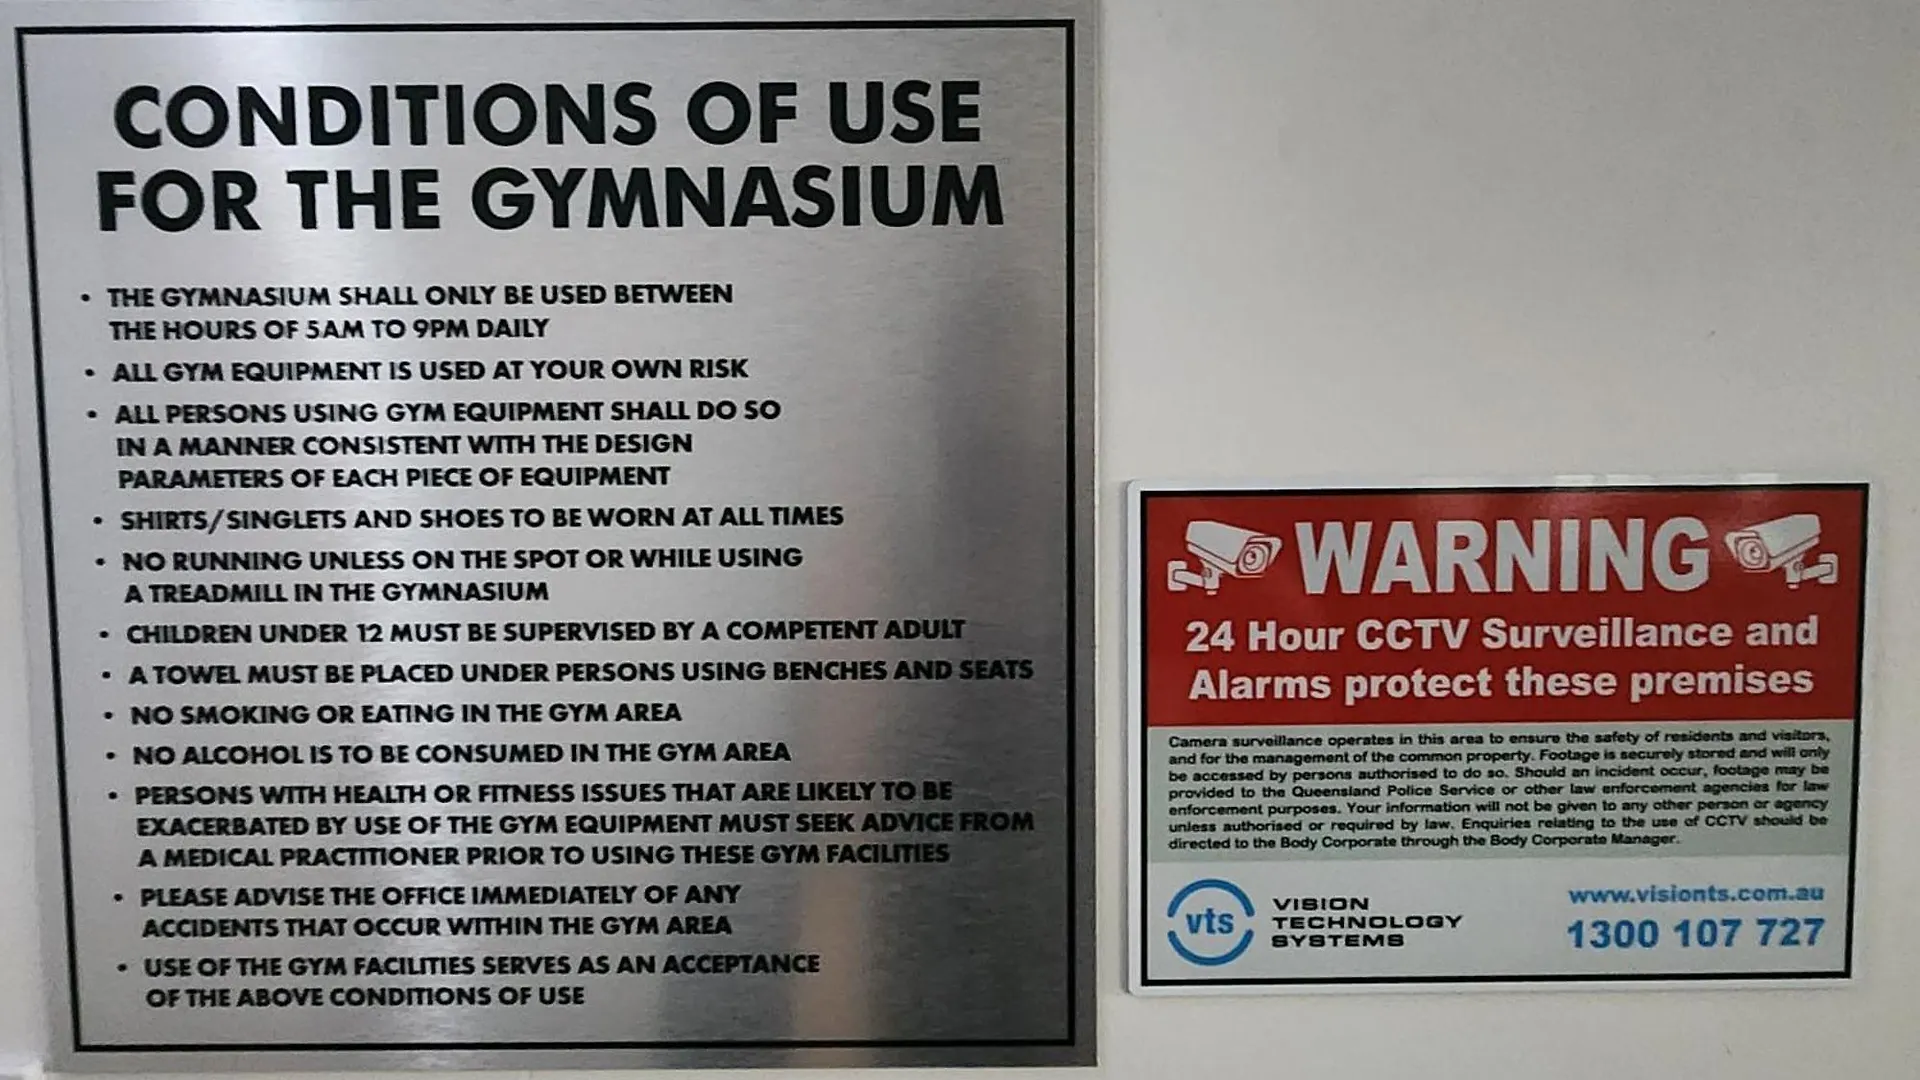 CONDITIONS OF USE
FOR THE GYMNASIUM
• THE GYMNASIUM SHALL ONLY BE USED BETWEEN
THE HOURS OF 5AM TO 9PM DAILY
• ALL GYM EQUIPMENT IS USED AT YOUR OWN RISK
• ALL PERSONS USING GYM EQUIPMENT SHALL DO SO
IN A MANNER CONSISTENT WITH THE DESIGN
PARAMETERS OF EACH PIECE OF EQUIPMENT
• SHIRTS/SINGLETS AND SHOES TO BE WORN AT ALL TIMES
• NO RUNNING UNLESS ON THE SPOT OR WHILE USING
A TREADMILL IN THE GYMNASIUM
• CHILDREN UNDER 12 MUST BE SUPERVISED BY A COMPETENT ADULT
• A TOWEL MUST BE PLACED UNDER PERSONS USING BENCHES AND SEATS
• NO SMOKING OR EATING IN THE GYM AREA
• NO ALCOHOL IS TO BE CONSUMED IN THE GYM AREA
• PERSONS WITH HEALTH OR FITNESS ISSUES THAT ARE LIKELY TO BE
EXACERBATED BY USE OF THE GYM EQUIPMENT MUST SEEK ADVICE FROM
A MEDICAL PRACTITIONER PRIOR TO USING THESE GYM FACILITIES
• PLEASE ADVISE THE OFFICE IMMEDIATELY OF ANY
ACCIDENTS THAT OCCUR WITHIN THE GYM AREA
• USE OF THE GYM FACILITIES SERVES AS AN ACCEPTANCE
OF THE ABOVE CONDITIONS OF USE
WARNING
24 Hour CCTV Surveillance and
Alarms protect these premises
Camera surveillance operates in this area to ensure the safety of residents and visitors,
and for the management of the common property. Footage is securely stored and will only
be accessed by persons authorised to do so. Should an incident occur, footage may be
provided to the Queensland Police Service or other law enforcement agencies for law
enforcement purposes. Your information will not be given to any other person or agency
unless authorised or required by law. Enquiries relating to the use of CCTV should be
directed to the Body Corporate through the Body Corporate Manager.
vts
VISION
TECHNOLOGY
SYSTEMS
www.visionts.com.au
1300 107 727